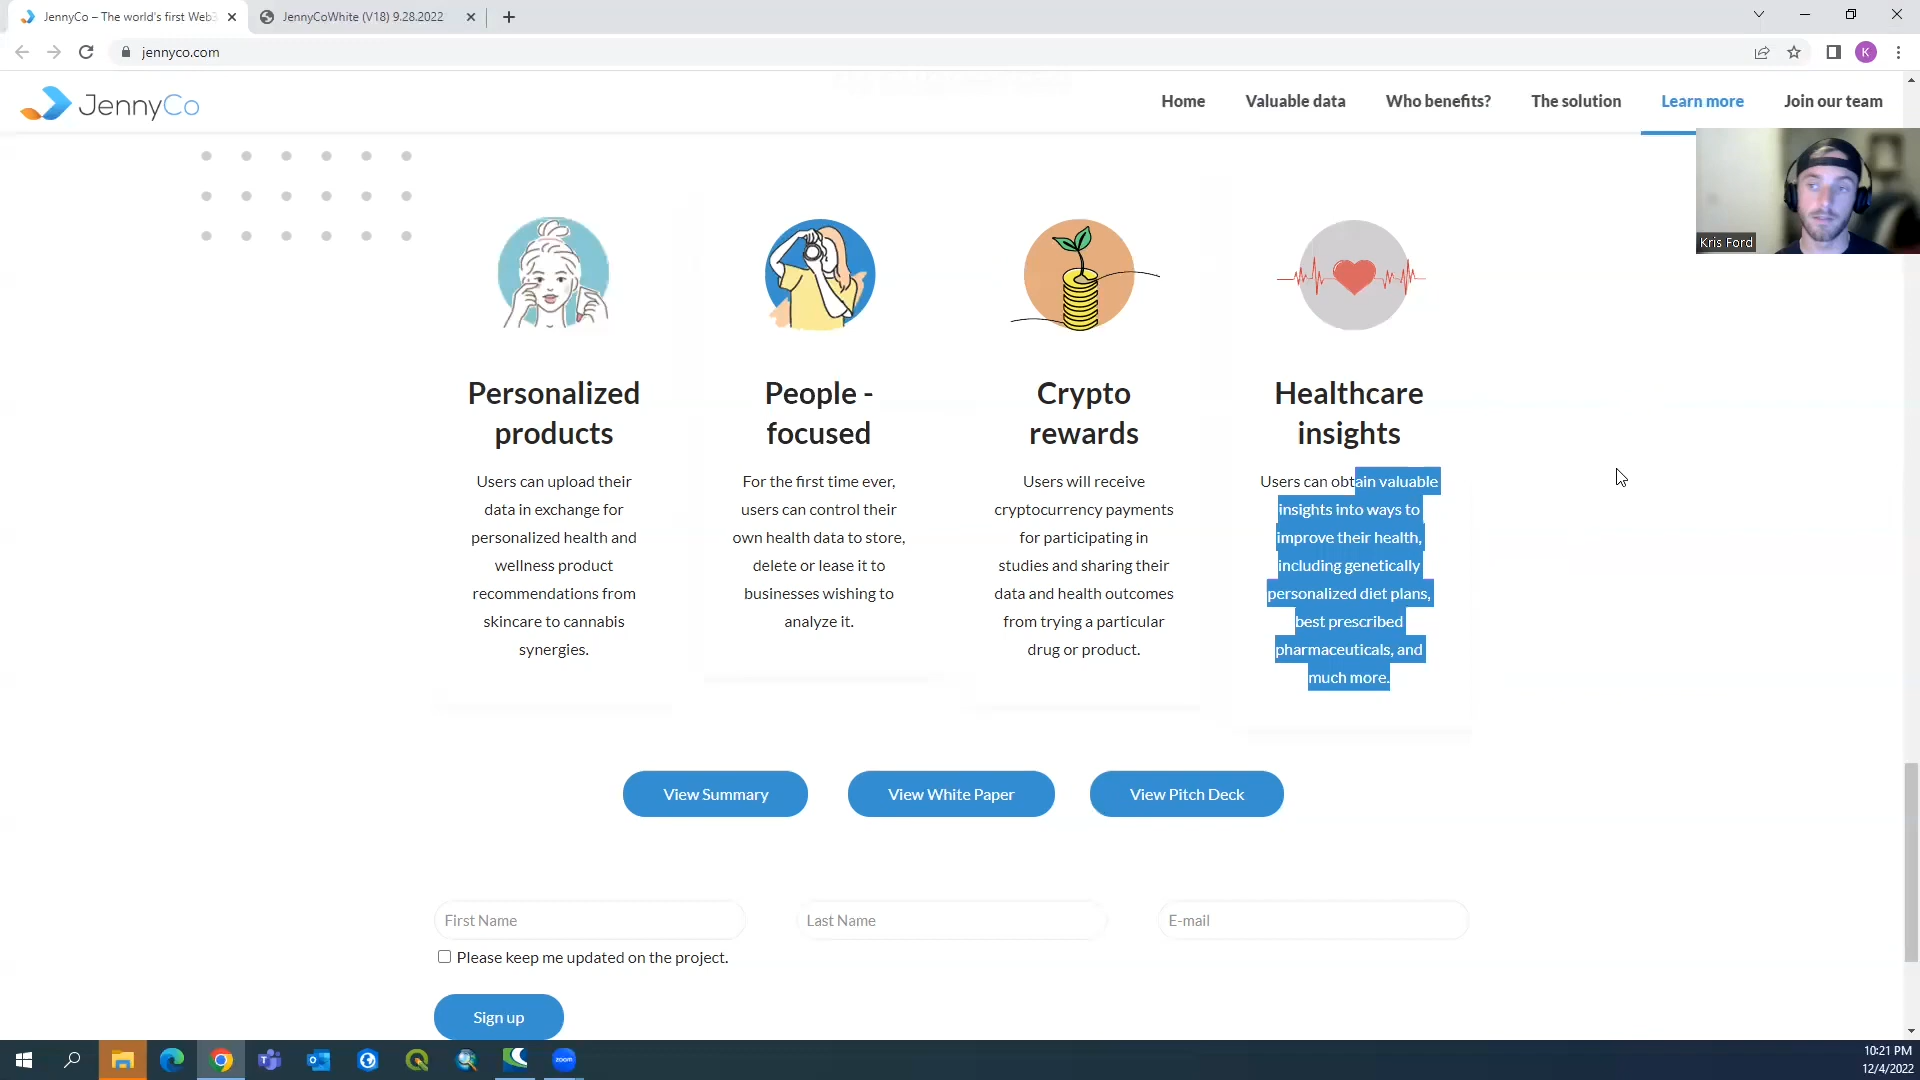 JennyCo – The world's first Web3
JennyCoWhite (V18) 9.28.2022
jennyco.com
K
JennyCo
Home
Valuable data
Who benefits?
The solution
Learn more
Join our team
Kris Ford
Personalized
products
Users can upload their
data in exchange for
personalized health and
wellness product
recommendations from
skincare to cannabis
synergies.
People -
focused
For the first time ever,
users can control their
own health data to store,
delete or lease it to
businesses wishing to
analyze it.
Crypto
rewards
Users will receive
cryptocurrency payments
for participating in
studies and sharing their
data and health outcomes
from trying a particular
drug or product.
Healthcare
insights
Users can obtain valuable
insights into ways to
improve their health,
including genetically
personalized diet plans,
best prescribed
pharmaceuticals, and
much more.
View Summary
View White Paper
View Pitch Deck
First Name
Last Name
E-mail
Please keep me updated on the project.
Sign up
zoom
10:21 PM
12/4/2022